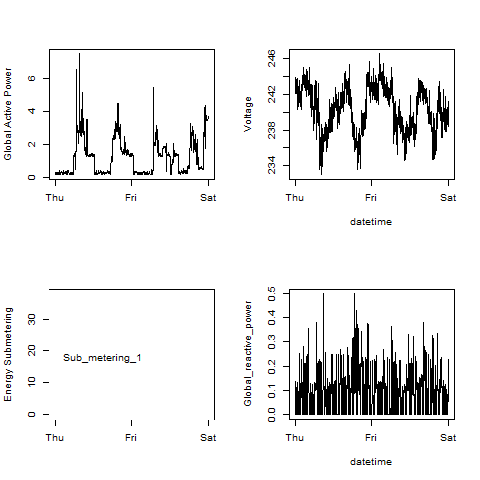 Global Active Power
0 2 4 6
Thu Fri Sat
Voltage
234 238 242 246
Thu Fri Sat
datetime
Energy Submetering
0 10 20 30
Sub_metering_1
Thu Fri Sat
Global_reactive_power
0.0 0.1 0.2 0.3 0.4 0.5
Thu Fri Sat
datetime